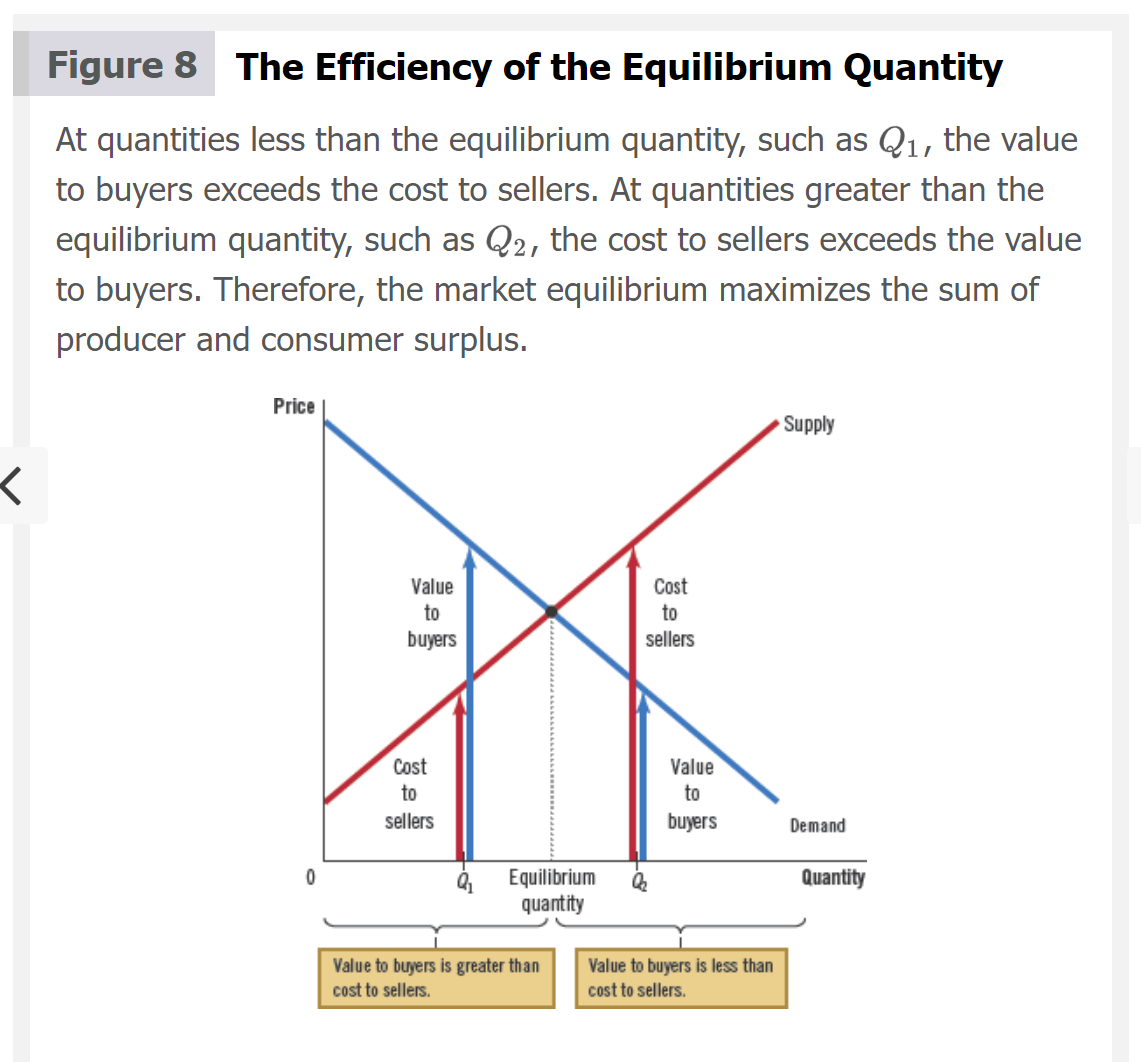 Figure 8 The Efficiency of the Equilibrium Quantity
At quantities less than the equilibrium quantity, such as Q₁, the value
to buyers exceeds the cost to sellers. At quantities greater than the
equilibrium quantity, such as Q₂, the cost to sellers exceeds the value
to buyers. Therefore, the market equilibrium maximizes the sum of
producer and consumer surplus.
Price
Supply
Value
to
buyers
Cost
to
sellers
Cost
to
sellers
Value
to
buyers
Demand
0
Q₁
Equilibrium
quantity
Q₂
Quantity
Value to buyers is greater than
cost to sellers.
Value to buyers is less than
cost to sellers.